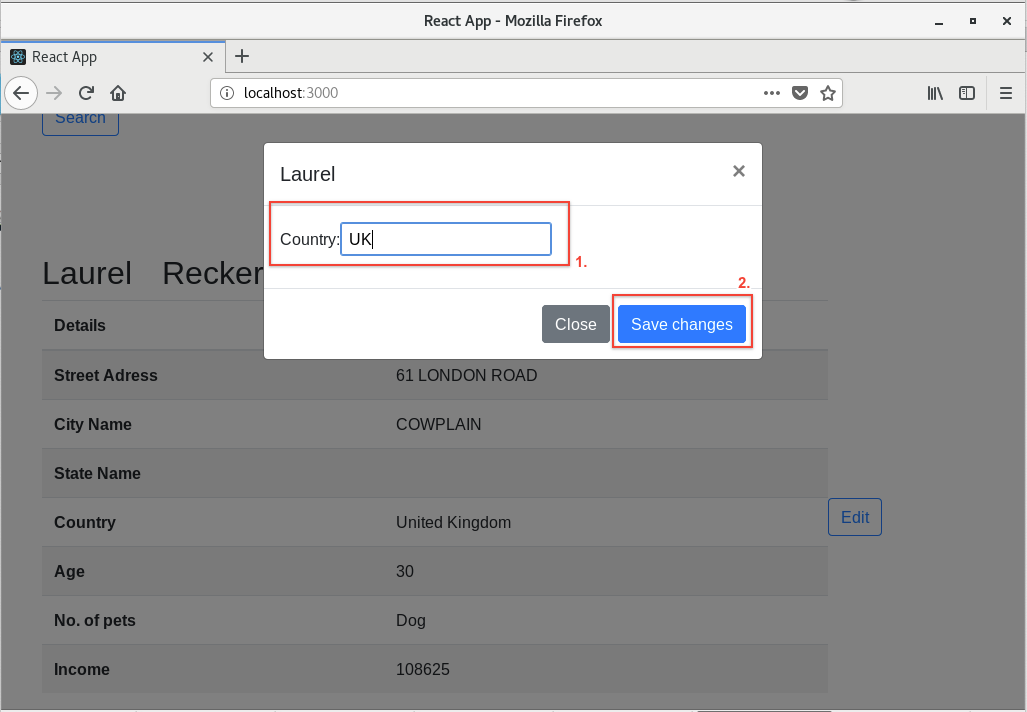 React App - Mozilla Firefox
React App
localhost:3000
Search
Laurel
Country: UK
1.
2.
Close Save changes
Laurel Recker
Details
Street Adress 61 LONDON ROAD
City Name COWPLAIN
State Name
Country United Kingdom
Edit
Age 30
No. of pets Dog
Income 108625